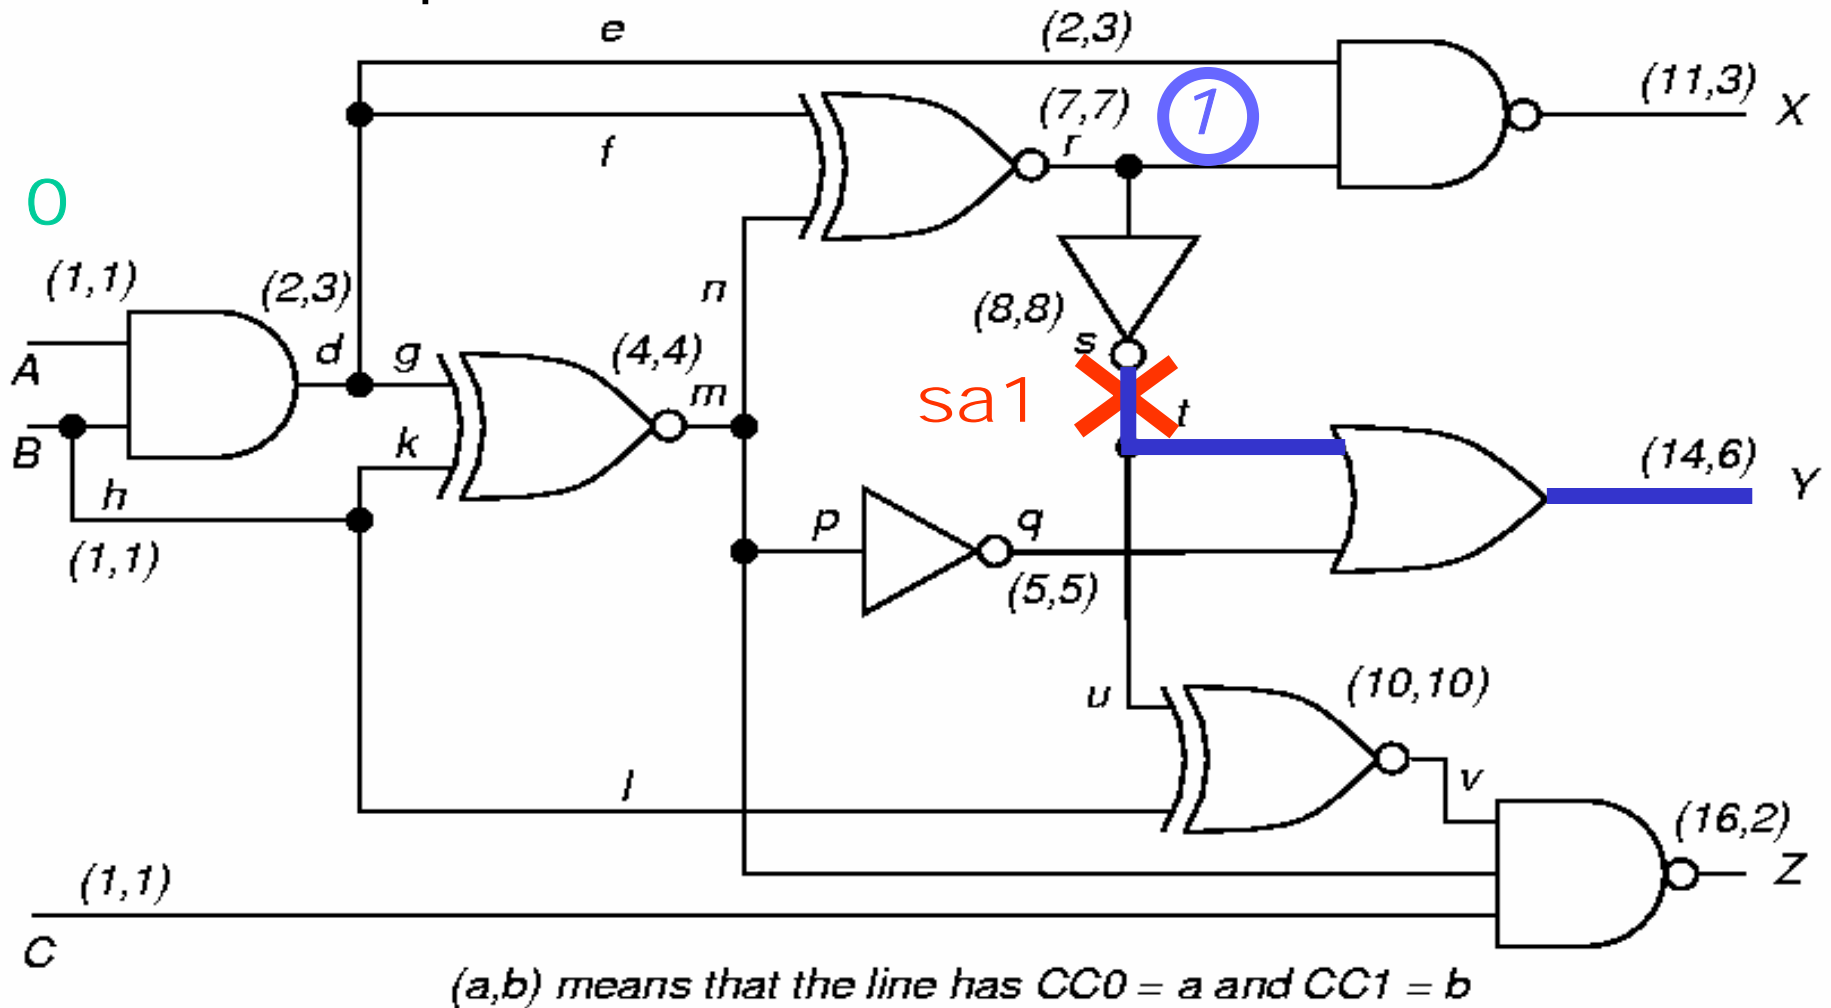 e
(2,3)
(11,3)
X
(7,7)
1
r
f
0
(1,1)
(2,3)
n
(8,8)
s
A
d
g
(4,4)
m
sa1
t
B
k
(14,6)
Y
h
(1,1)
p
q
(5,5)
u
(10,10)
l
v
(16,2)
Z
(1,1)
C
(a,b) means that the line has CC0 = a and CC1 = b